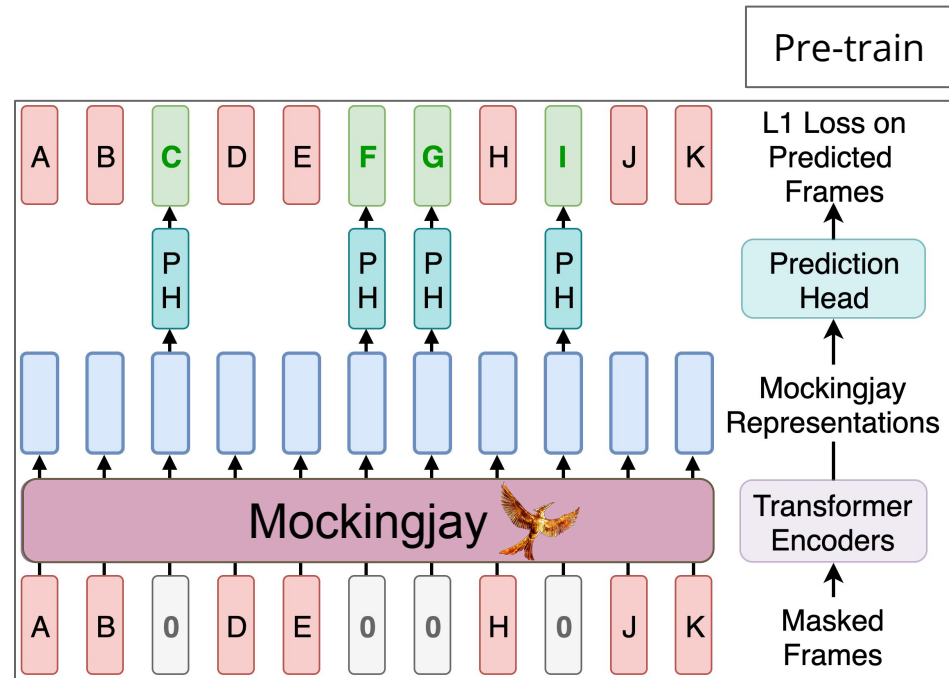 Pre-train
A B C D E F G H I J K
L1 Loss on
Predicted
Frames
P P P P
H H H H
Prediction
Head
Mockingjay
Representations
Mockingjay
Transformer
Encoders
A B 0 D E 0 0 H 0 J K
Masked
Frames